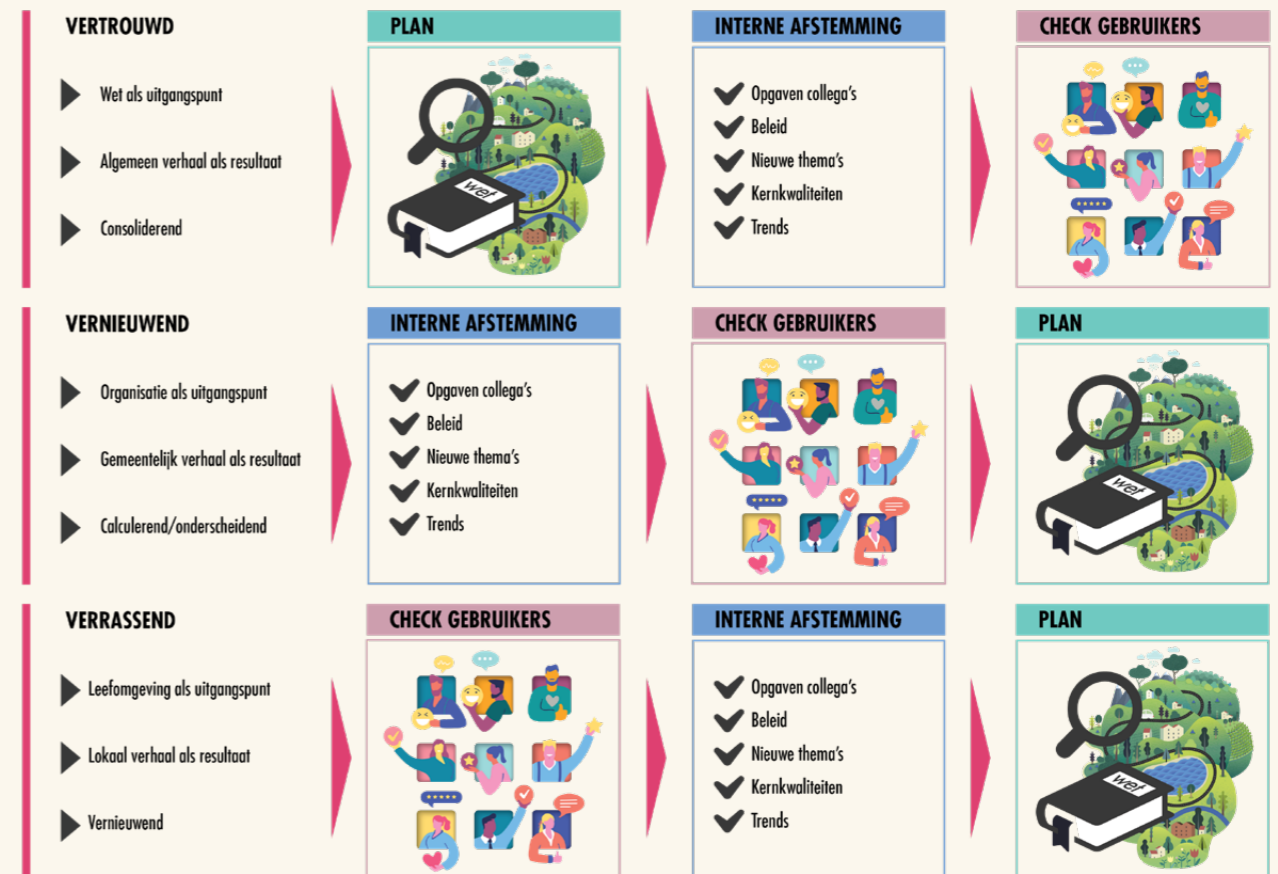 VERTROUWD
Wet als uitgangspunt
Algemeen verhaal als resultaat
Consoliderend
PLAN
wet
INTERNE AFSTEMMING
Opgaven collega's
Beleid
Nieuwe thema's
Kernkwaliteiten
Trends
CHECK GEBRUIKERS
VERNIEUWEND
Organisatie als uitgangspunt
Gemeentelijk verhaal als resultaat
Calculerend/onderscheidend
INTERNE AFSTEMMING
Opgaven collega's
Beleid
Nieuwe thema's
Kernkwaliteiten
Trends
CHECK GEBRUIKERS
PLAN
wet
VERRASSEND
Leefomgeving als uitgangspunt
Lokaal verhaal als resultaat
Vernieuwend
CHECK GEBRUIKERS
INTERNE AFSTEMMING
Opgaven collega's
Beleid
Nieuwe thema's
Kernkwaliteiten
Trends
PLAN
wet